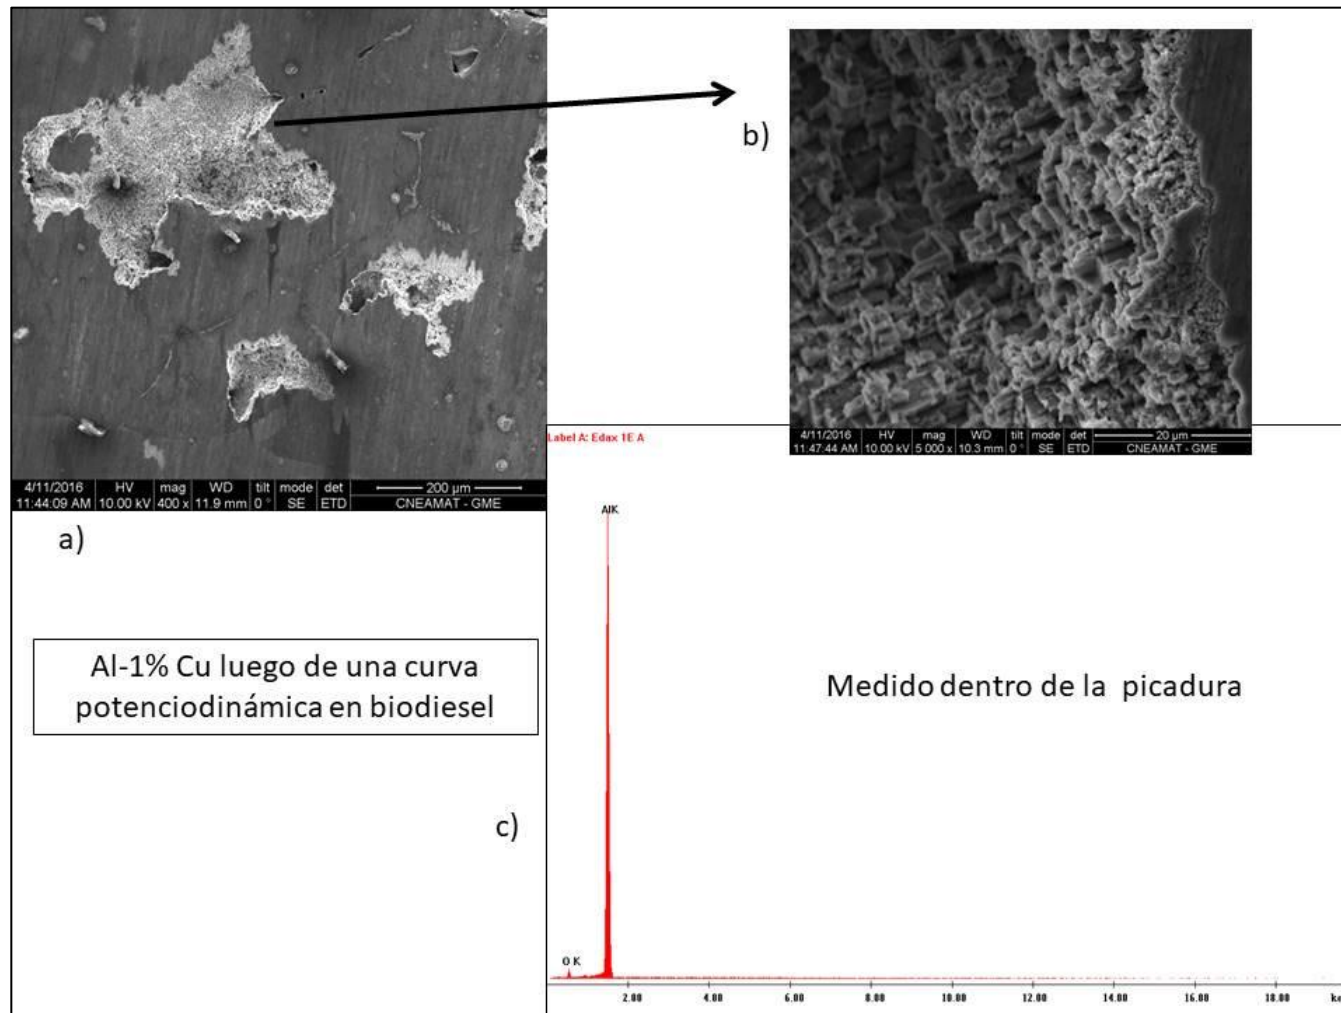 b)
4/11/2016 HV mag WD tilt mode det 200 µm
11:44:09 AM 10.00 kV 400 x 11.9 mm 0 ° SE ETD CNEAMAT - GME
4/11/2016 HV mag WD tilt mode det 20 µm
11:47:44 AM 10.00 kV 5 000 x 10.3 mm 0 ° SE ETD CNEAMAT - GME
a)
Al-1% Cu luego de una curva
potenciodinámica en biodiesel
Label A: Edax 1E A
AlK
Medido dentro de la picadura
c)
O K
2.00 4.00 6.00 8.00 10.00 12.00 14.00 16.00 18.00